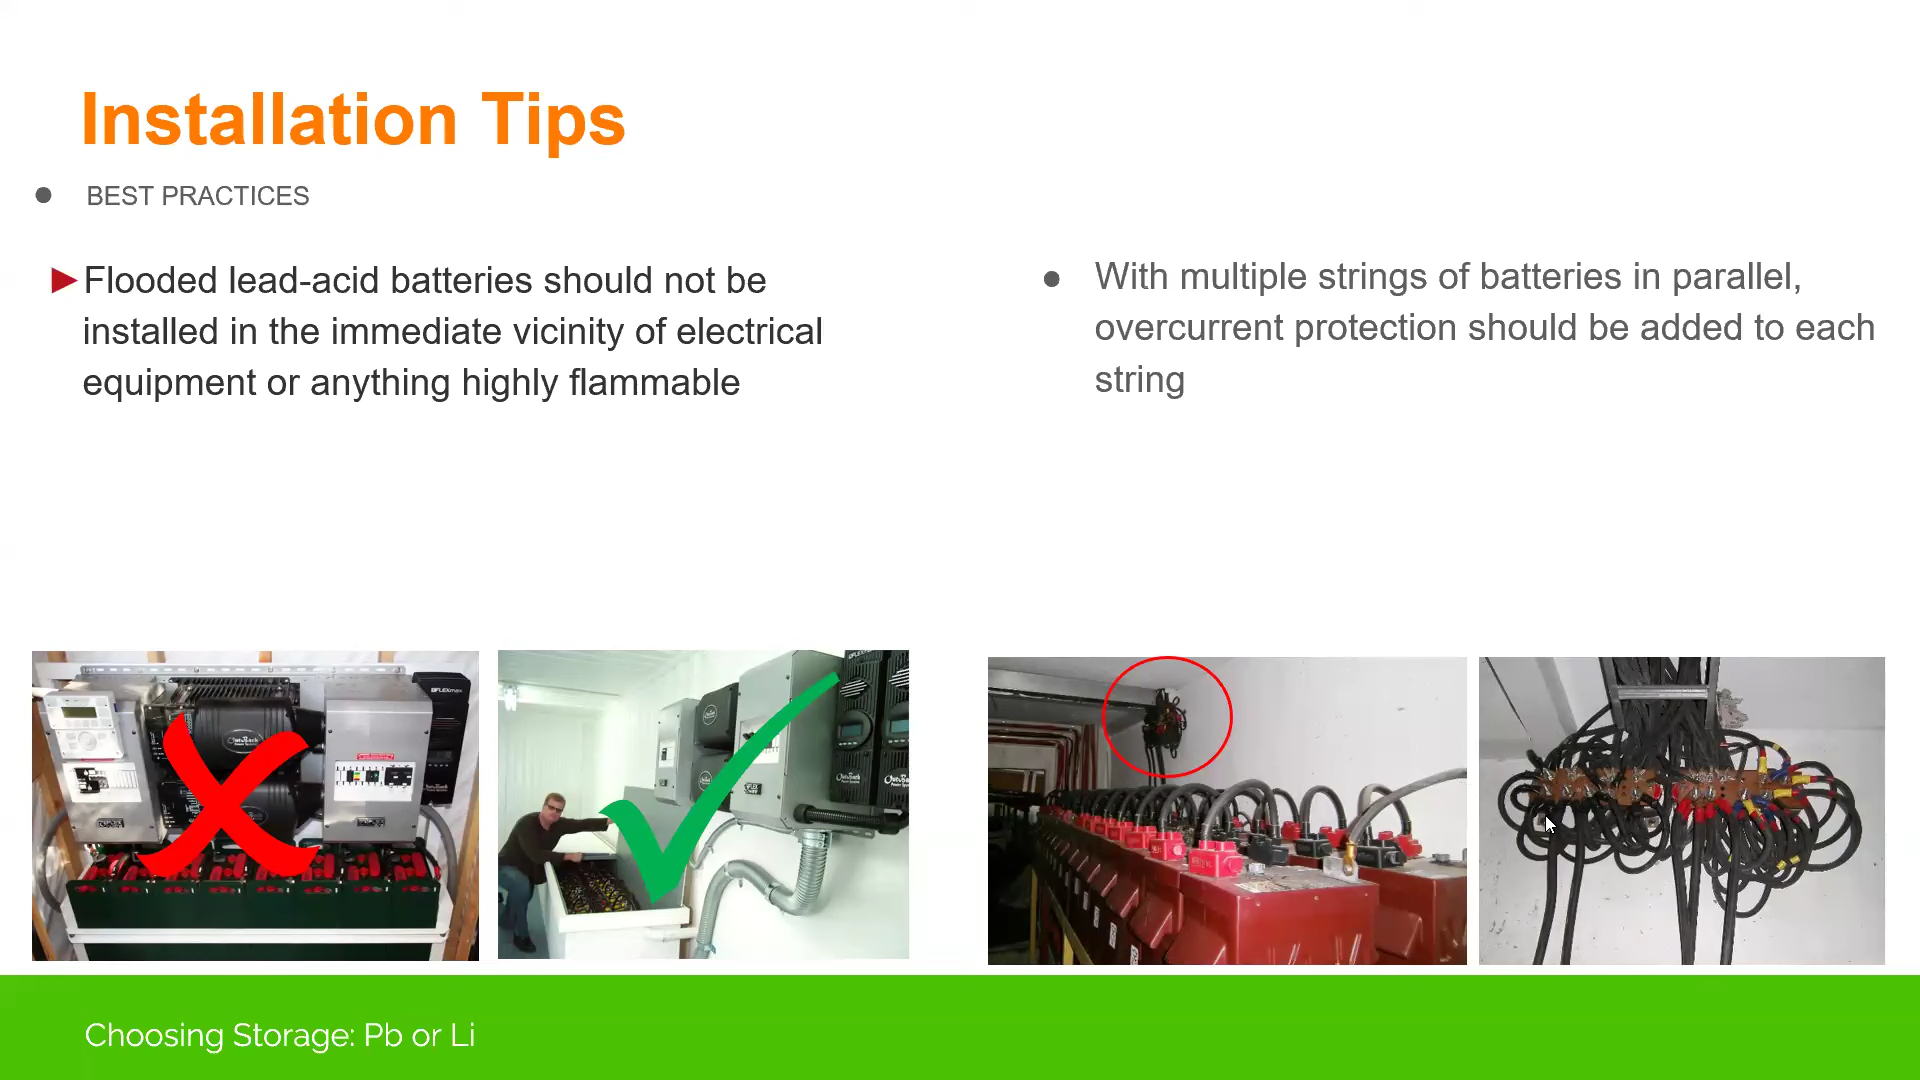 Installation Tips
BEST PRACTICES
Flooded lead-acid batteries should not be
installed in the immediate vicinity of electrical
equipment or anything highly flammable
With multiple strings of batteries in parallel,
overcurrent protection should be added to each
string
FLEXmax
OutBack
Choosing Storage: Pb or Li